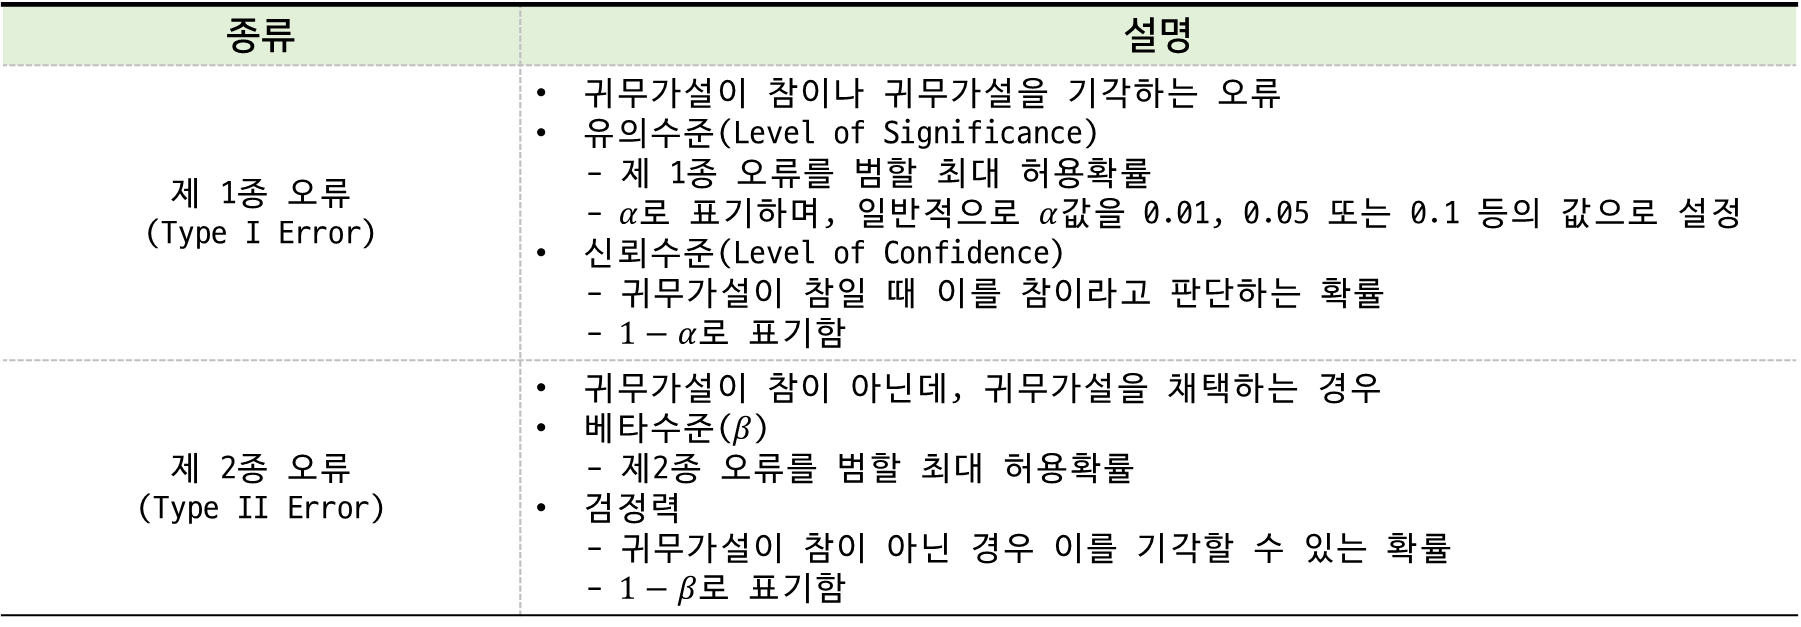 종류 설명
제 1종 오류
(Type I Error)
• 귀무가설이 참이나 귀무가설을 기각하는 오류
• 유의수준(Level of Significance)
– 제 1종 오류를 범할 최대 허용확률
– α로 표기하며, 일반적으로 α값을 0.01, 0.05 또는 0.1 등의 값으로 설정
• 신뢰수준(Level of Confidence)
– 귀무가설이 참일 때 이를 참이라고 판단하는 확률
– 1 − α로 표기함
제 2종 오류
(Type II Error)
• 귀무가설이 참이 아닌데, 귀무가설을 채택하는 경우
• 베타수준(β)
– 제2종 오류를 범할 최대 허용확률
• 검정력
– 귀무가설이 참이 아닌 경우 이를 기각할 수 있는 확률
– 1 − β로 표기함